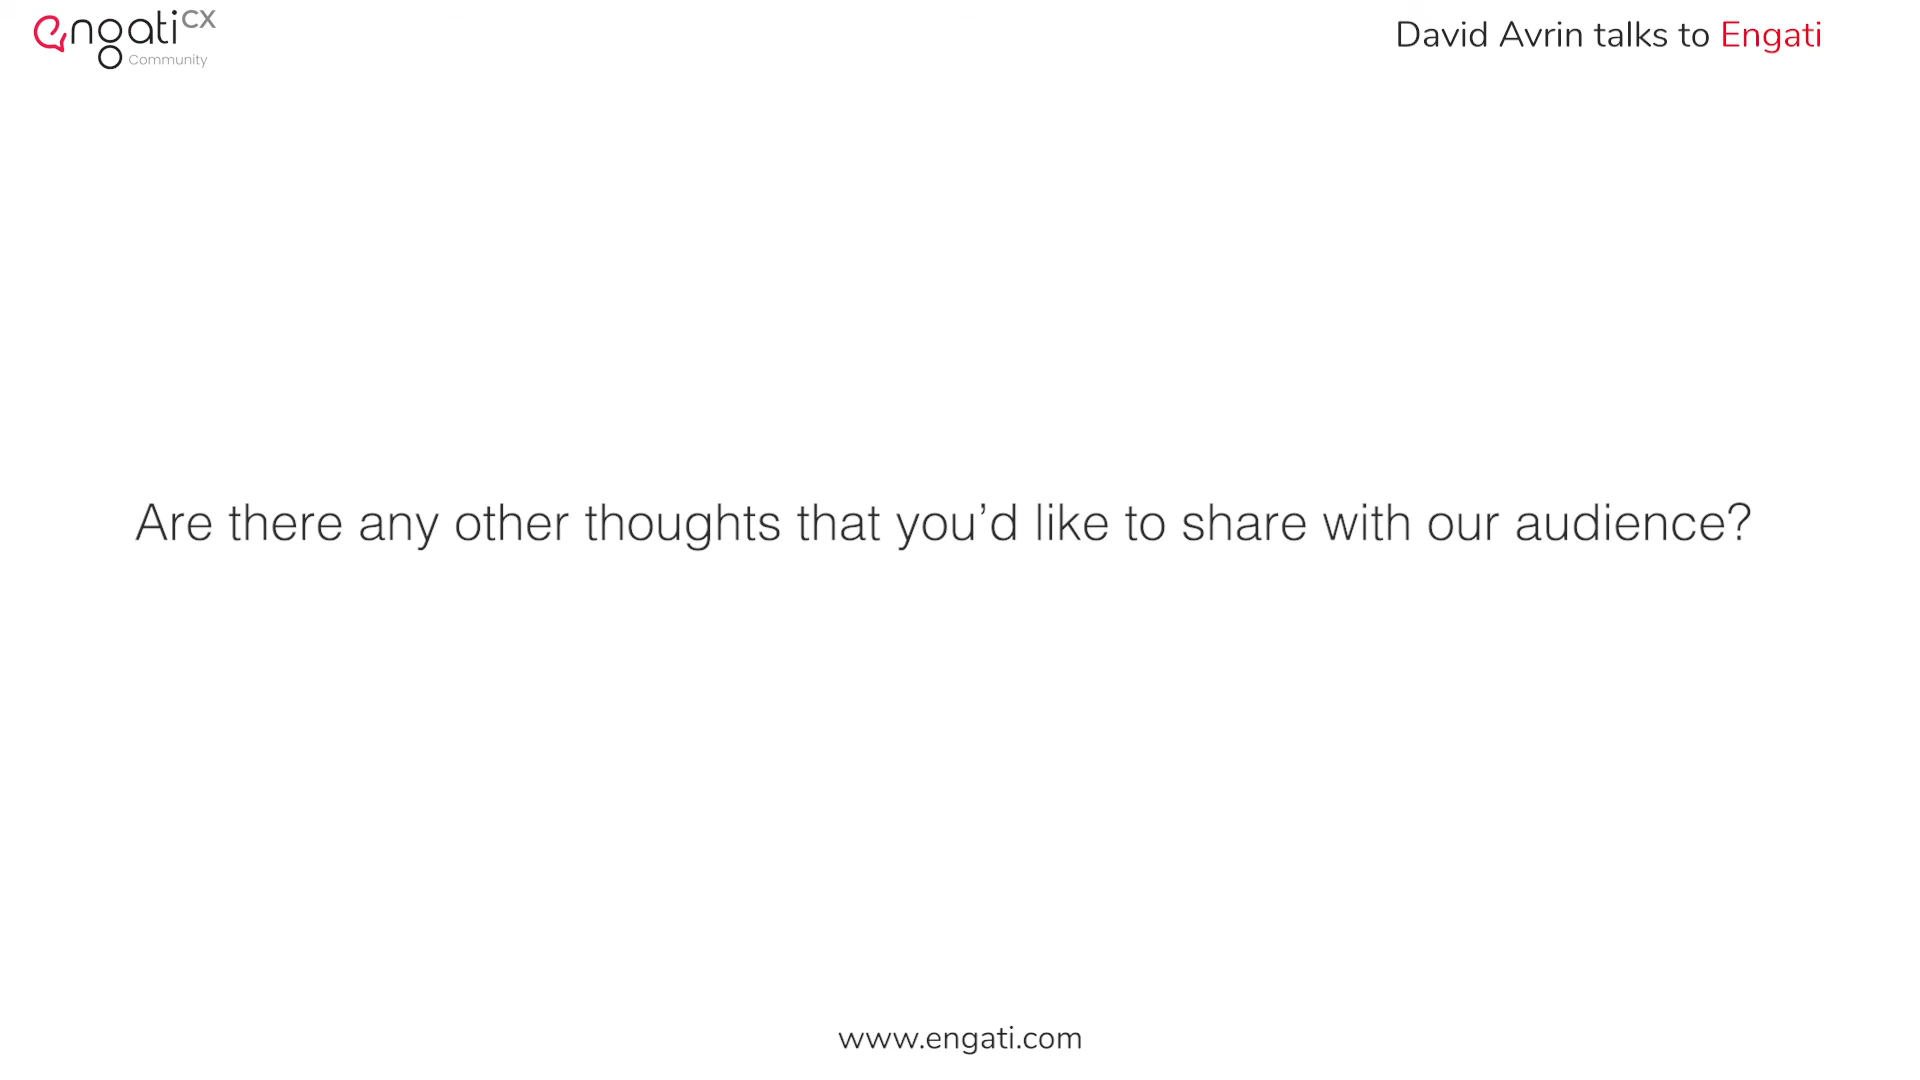 engati CX
Community
David Avrin talks to Engati
Are there any other thoughts that you’d like to share with our audience?
www.engati.com